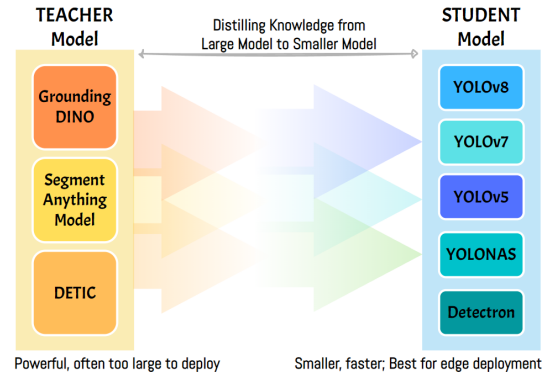 TEACHER
Model
Distilling Knowledge from
Large Model to Smaller Model
STUDENT
Model
Grounding
DINO
Segment
Anything
Model
DETIC
YOLOv8
YOLOv7
YOLOv5
YOLONAS
Detectron
Powerful, often too large to deploy
Smaller, faster; Best for edge deployment